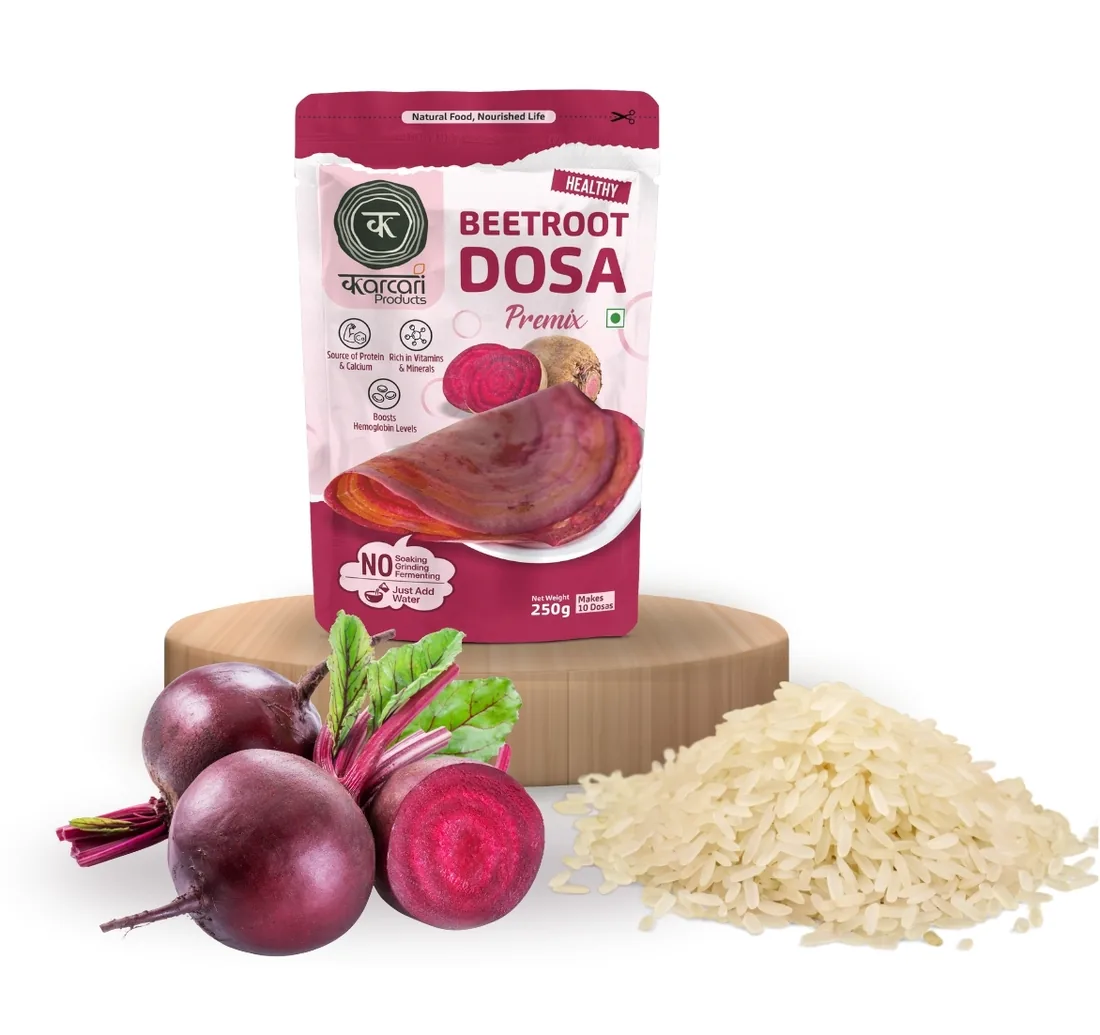 Natural Food, Nourished Life
HEALTHY
BEETROOT
DOSA
Premix
क
कarcari
Products
Source of Protein
& Calcium
Rich in Vitamins
& Minerals
Boosts
Hemoglobin Levels
NO
Soaking
Grinding
Fermenting
Just Add
Water
Net Weight
250g
Makes
10 Dosas